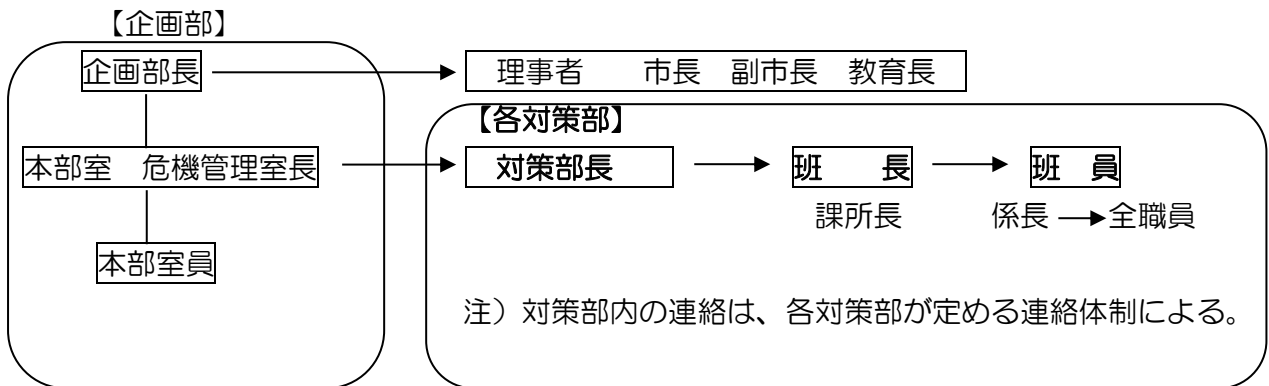 【企画部】
企画部長　理事者　市長　副市長　教育長
【各対策部】
本部室　危機管理室長　対策部長　班　長　班　員
課所長　係長　全職員
本部室員
注）対策部内の連絡は、各対策部が定める連絡体制による。